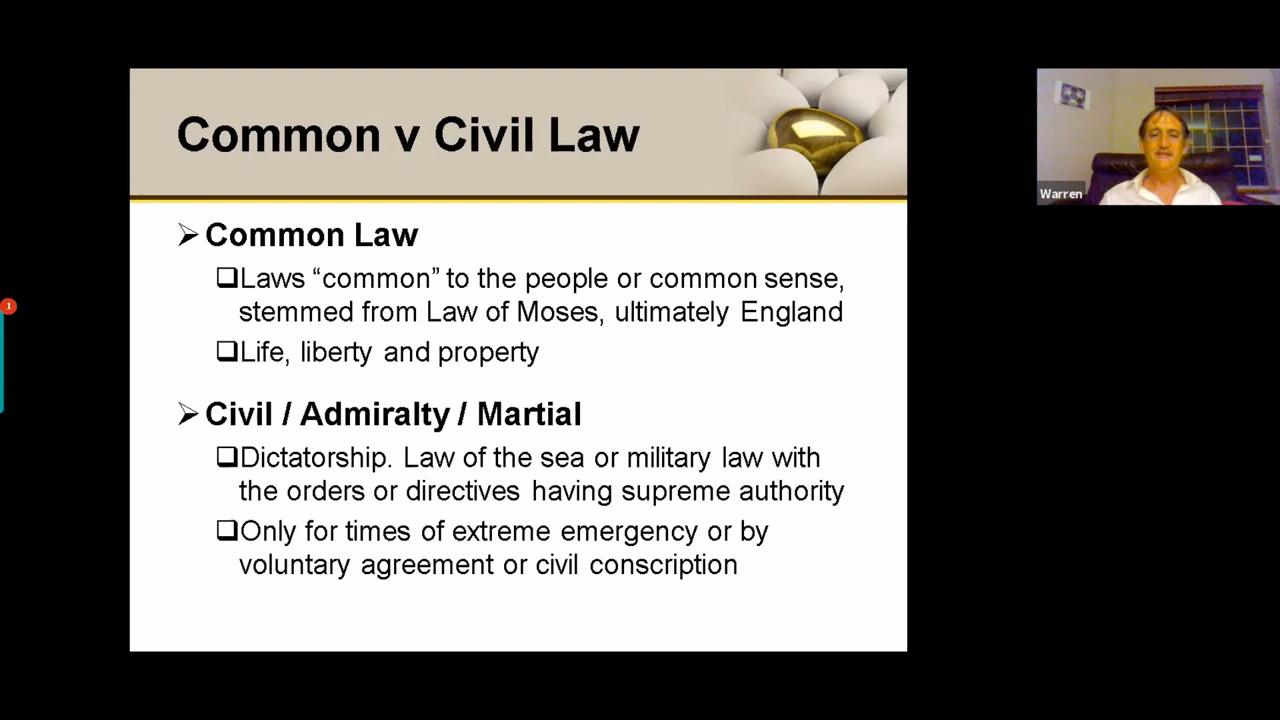 Common v Civil Law
Common Law
Laws “common” to the people or common sense,
stemmed from Law of Moses, ultimately England
Life, liberty and property
Civil / Admiralty / Martial
Dictatorship. Law of the sea or military law with
the orders or directives having supreme authority
Only for times of extreme emergency or by
voluntary agreement or civil conscription
Warren
1